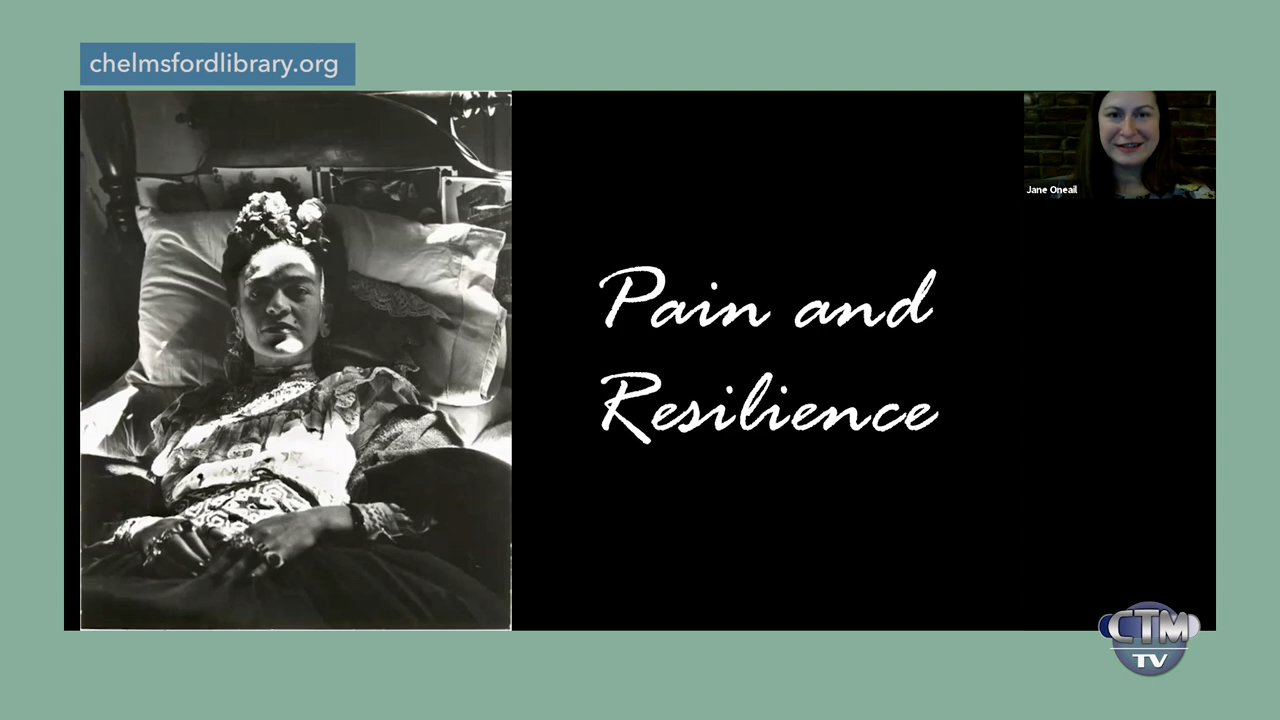 chelmsfordlibrary.org
Jane Oneail
Pain and
Resilience
CTM
TV